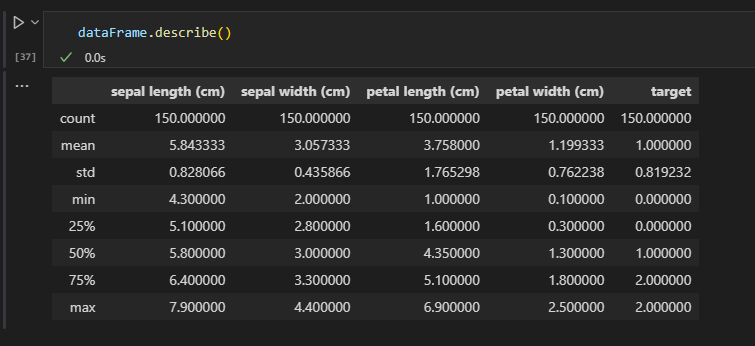 dataFrame.describe()
[37] 0.0s
...
sepal length (cm) sepal width (cm) petal length (cm) petal width (cm) target
count 150.000000 150.000000 150.000000 150.000000 150.000000
mean 5.843333 3.057333 3.758000 1.199333 1.000000
std 0.828066 0.435866 1.765298 0.762238 0.819232
min 4.300000 2.000000 1.000000 0.100000 0.000000
25% 5.100000 2.800000 1.600000 0.300000 0.000000
50% 5.800000 3.000000 4.350000 1.300000 1.000000
75% 6.400000 3.300000 5.100000 1.800000 2.000000
max 7.900000 4.400000 6.900000 2.500000 2.000000